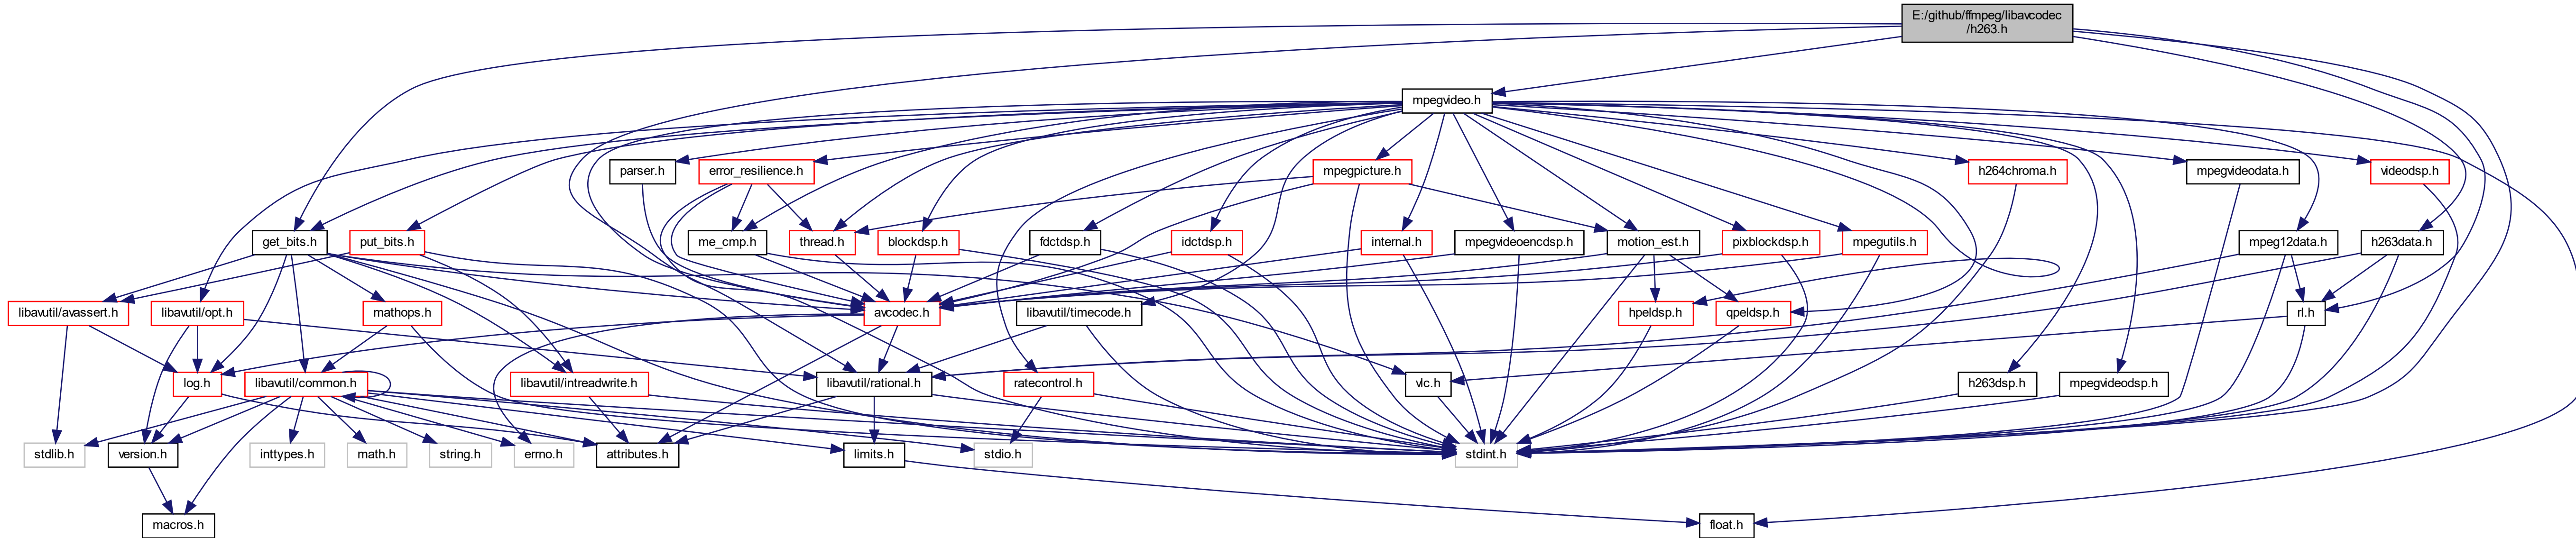 E:/github/ffmpeg/libavcodec
/h263.h
mpegvideo.h
parser.h
error_resilience.h
mpegpicture.h
h264chroma.h
mpegvideodata.h
videodsp.h
get_bits.h
put_bits.h
me_cmp.h
thread.h
blockdsp.h
fdctdsp.h
idctdsp.h
internal.h
mpegvideoencdsp.h
motion_est.h
pixblockdsp.h
mpegutils.h
mpeg12data.h
h263data.h
libavutil/avassert.h
libavutil/opt.h
mathops.h
avcodec.h
libavutil/timecode.h
hpeldsp.h
qpeldsp.h
rl.h
log.h
libavutil/common.h
libavutil/intreadwrite.h
libavutil/rational.h
ratecontrol.h
vlc.h
h263dsp.h
mpegvideodsp.h
stdlib.h
version.h
inttypes.h
math.h
string.h
errno.h
attributes.h
limits.h
stdio.h
stdint.h
macros.h
float.h